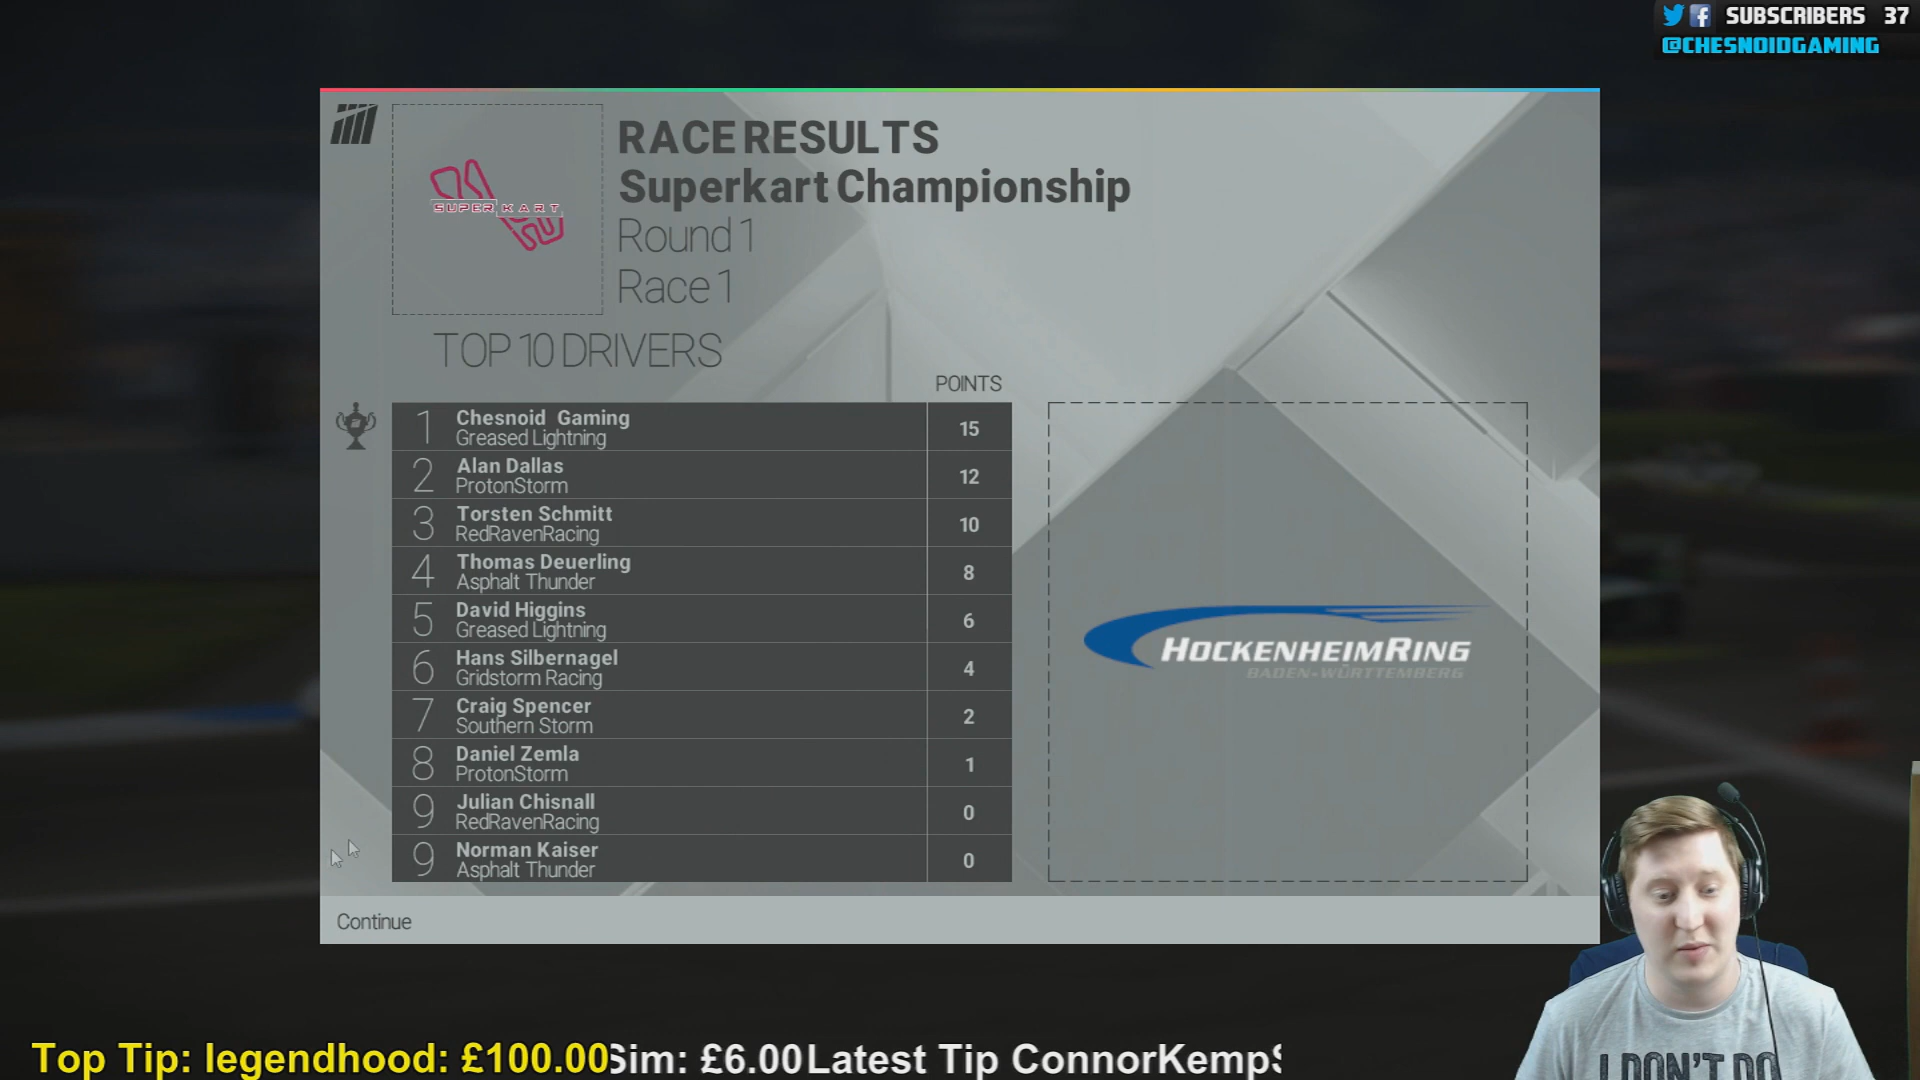 SUBSCRIBERS 37
@CHESNOIDGAMING
SUPER KART
RACE RESULTS
Superkart Championship
Round 1
Race 1
TOP 10 DRIVERS
POINTS
1 Chesnoid Gaming 15
Greased Lightning
2 Alan Dallas 12
ProtonStorm
3 Torsten Schmitt 10
RedRavenRacing
4 Thomas Deuerling 8
Asphalt Thunder
5 David Higgins 6
Greased Lightning
6 Hans Silbernagel 4
Gridstorm Racing
7 Craig Spencer 2
Southern Storm
8 Daniel Zemla 1
ProtonStorm
9 Julian Chisnall 0
RedRavenRacing
9 Norman Kaiser 0
Asphalt Thunder
HOCKENHEIMRING
BADEN-WÜRTTEMBERG
Continue
I DON'T DO
Top Tip: legendhood: £100.00 Sim: £6.00 Latest Tip ConnorKempS